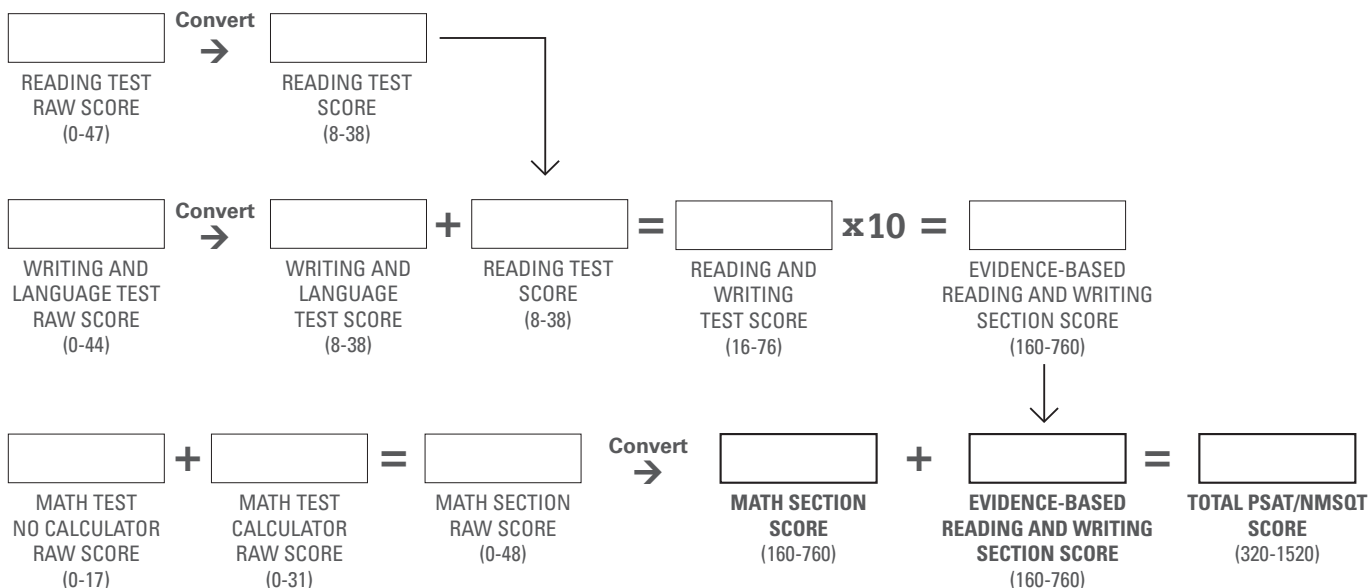 Convert
→
READING TEST
RAW SCORE
(0-47)
READING TEST
SCORE
(8-38)
Convert
→
+
=
x10 =
WRITING AND
LANGUAGE TEST
RAW SCORE
(0-44)
WRITING AND
LANGUAGE
TEST SCORE
(8-38)
READING TEST
SCORE
(8-38)
READING AND
WRITING
TEST SCORE
(16-76)
EVIDENCE-BASED
READING AND WRITING
SECTION SCORE
(160-760)
+
=
Convert
→
+
=
MATH TEST
NO CALCULATOR
RAW SCORE
(0-17)
MATH TEST
CALCULATOR
RAW SCORE
(0-31)
MATH SECTION
RAW SCORE
(0-48)
MATH SECTION
SCORE
(160-760)
EVIDENCE-BASED
READING AND WRITING
SECTION SCORE
(160-760)
TOTAL PSAT/NMSQT
SCORE
(320-1520)